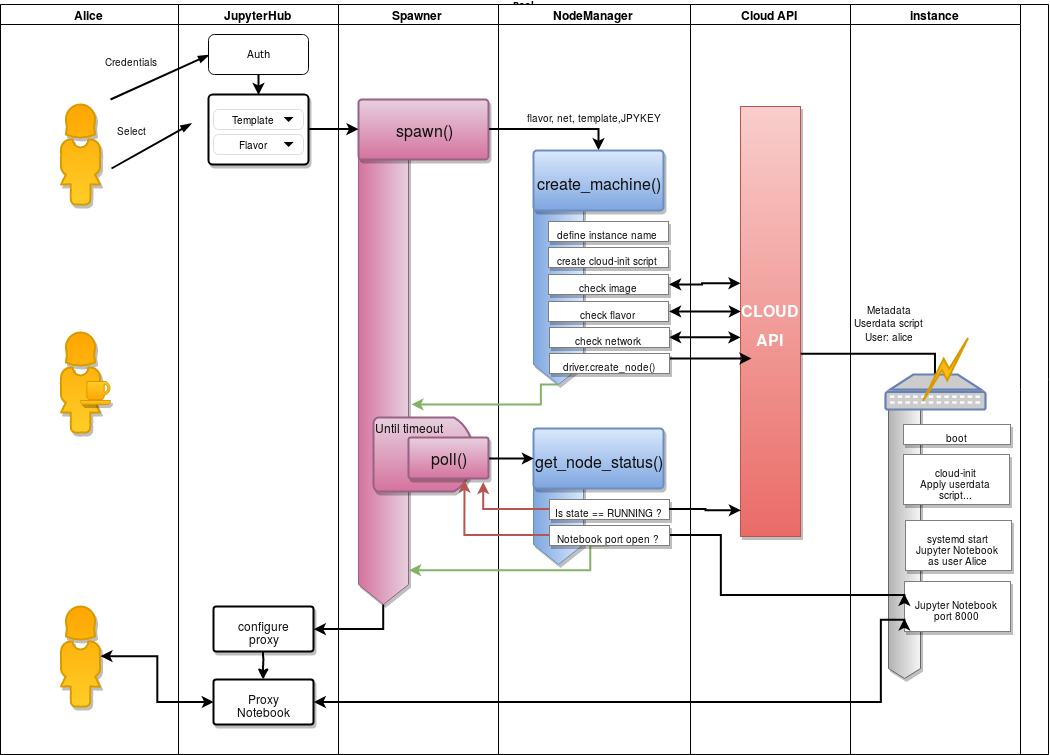 Pool
Alice
JupyterHub
Spawner
NodeManager
Cloud API
instance
Credentials
Auth
Select
Template
Flavor
spawn()
flavor, net, template,JPYKEY
create_machine()
define instance name
create cloud-init script
check image
check flavor
check network
driver.create_node()
CLOUD
API
Metadata
Userdata script
User: alice
Until timeout
poll()
get_node_status()
Is state == RUNNING ?
Notebook port open ?
boot
cloud-init
Apply userdata
script...
systemd start
Jupyter Notebook
as user Alice
Jupyter Notebook
port 8000
configure
proxy
Proxy
Notebook